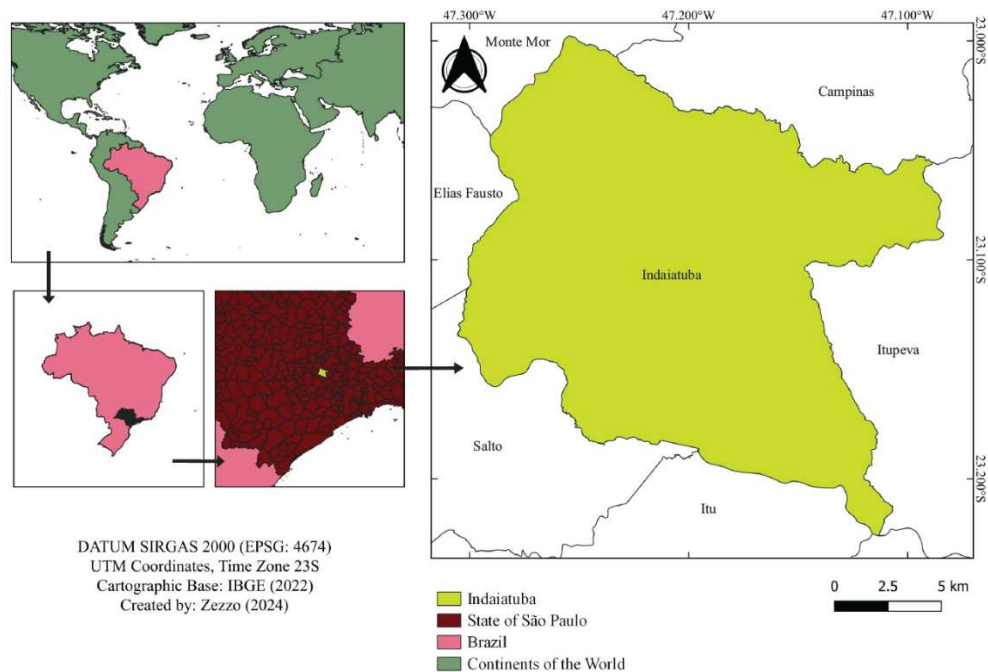 47.300°W 47.200°W 47.100°W
23.000°S
Monte Mor
Campinas
Elias Fausto
23.100°S
Indaiatuba
Itupeva
Salto
23.200°S
Itu
DATUM SIRGAS 2000 (EPSG: 4674)
UTM Coordinates, Time Zone 23S
Cartographic Base: IBGE (2022)
Created by: Zezzo (2024)
Indaiatuba
State of São Paulo
Brazil
Continents of the World
0 2.5 5 km